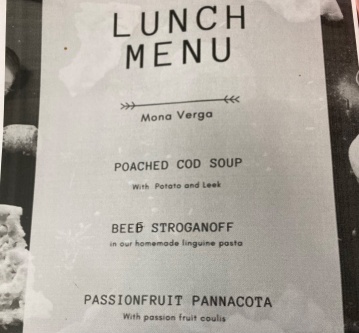 LUNCH
MENU
Mona Verga
POACHED COD SOUP
With Potato and Leek
BEEF STROGANOFF
in our homemade linguine pasta
PASSIONFRUIT PANNACOTA
With passion fruit coulis